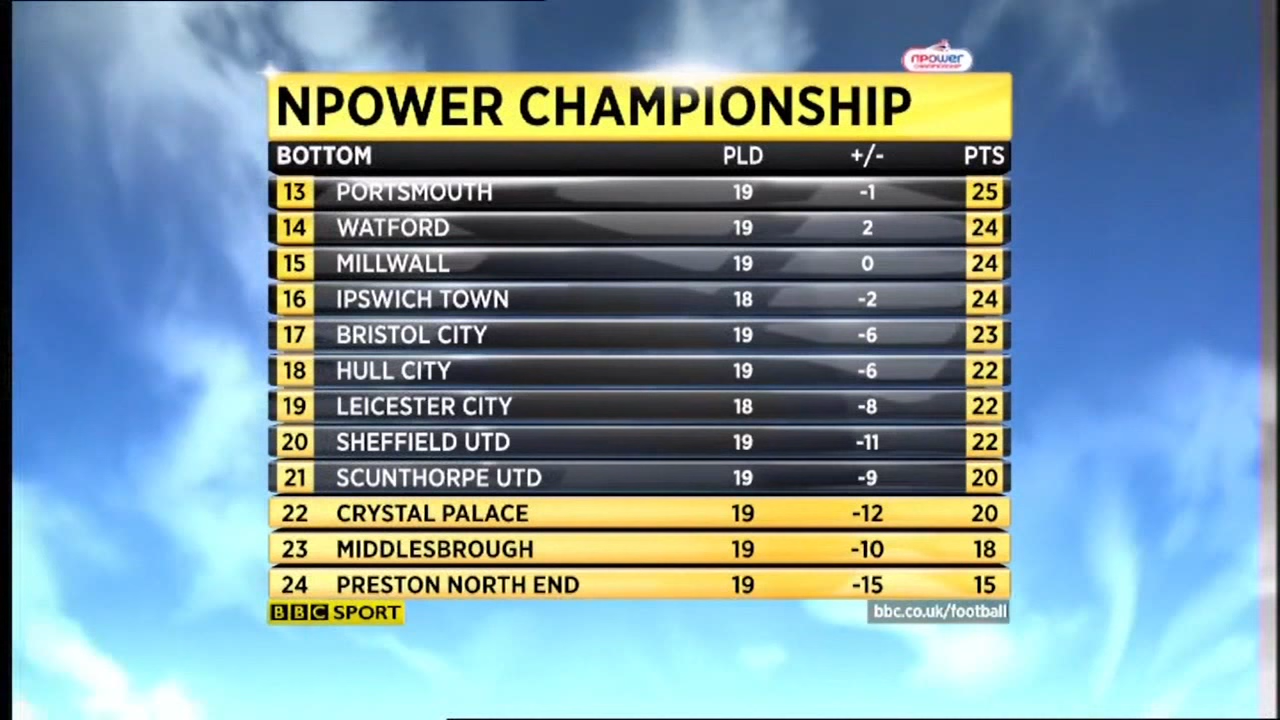 npower
CHAMPIONSHIP
NPOWER CHAMPIONSHIP
BOTTOM PLD +/- PTS
13 PORTSMOUTH 19 -1 25
14 WATFORD 19 2 24
15 MILLWALL 19 0 24
16 IPSWICH TOWN 18 -2 24
17 BRISTOL CITY 19 -6 23
18 HULL CITY 19 -6 22
19 LEICESTER CITY 18 -8 22
20 SHEFFIELD UTD 19 -11 22
21 SCUNTHORPE UTD 19 -9 20
22 CRYSTAL PALACE 19 -12 20
23 MIDDLESBROUGH 19 -10 18
24 PRESTON NORTH END 19 -15 15
BBC SPORT bbc.co.uk/football